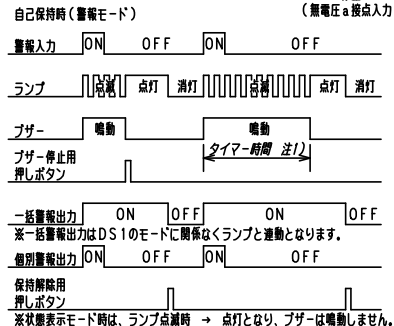 自己保持時(警報モード)
(無電圧a接点入力
警報入力 ON OFF ON OFF
ランプ 点滅 点灯 消灯 点滅 点灯 消灯
ブザー 鳴動 鳴動
タイマー時間 注1)
ブザー停止用
押しボタン
一括警報出力 ON OFF ON OFF
※一括警報出力はDS1のモードに関係なくランプと連動となります。
個別警報出力 ON OFF ON OFF
保持解除用
押しボタン
※状態表示モード時は、ランプ点滅時 → 点灯となり、ブザーは鳴動しません。